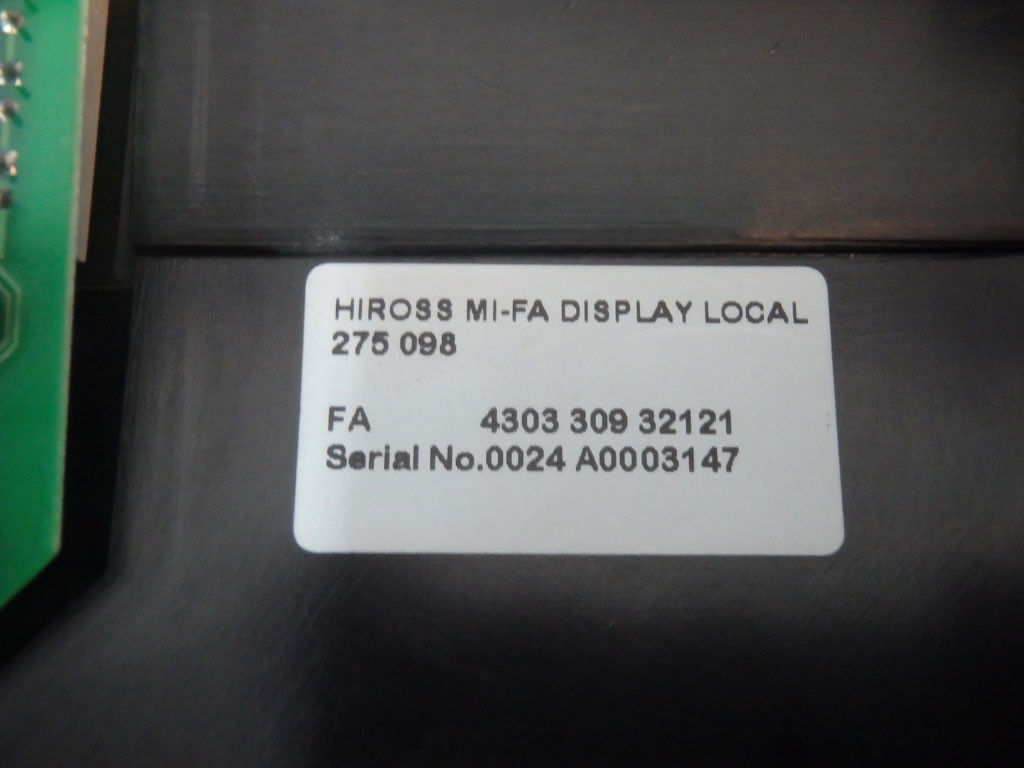 HIROSS MI-FA DISPLAY LOCAL
275 098
FA 4303 309 32121
Serial No.0024 A0003147